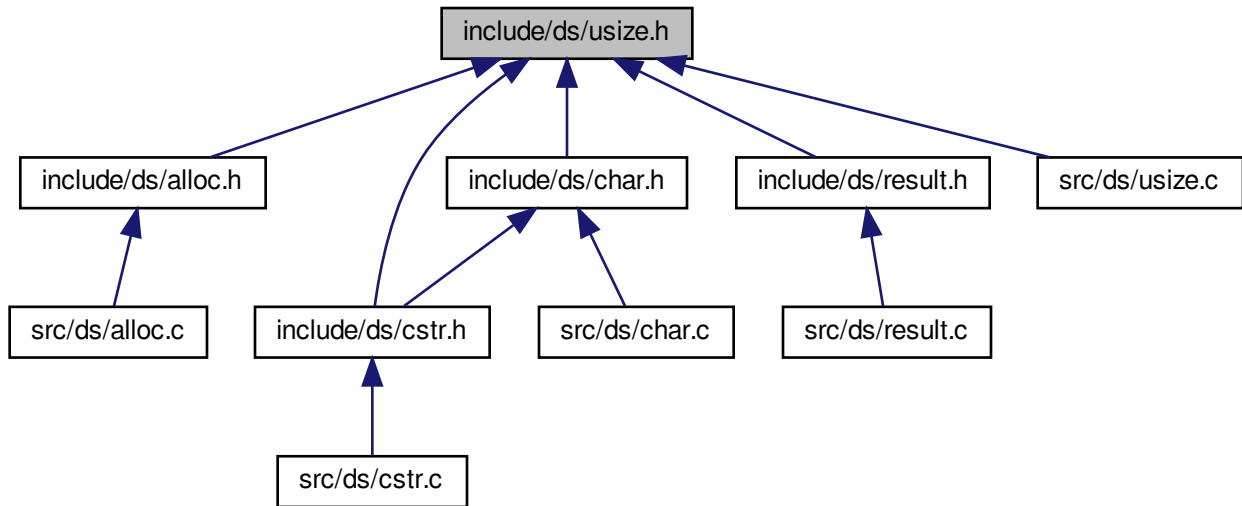 include/ds/usize.h
include/ds/alloc.h
include/ds/char.h
include/ds/result.h
src/ds/usize.c
src/ds/alloc.c
include/ds/cstr.h
src/ds/char.c
src/ds/result.c
src/ds/cstr.c